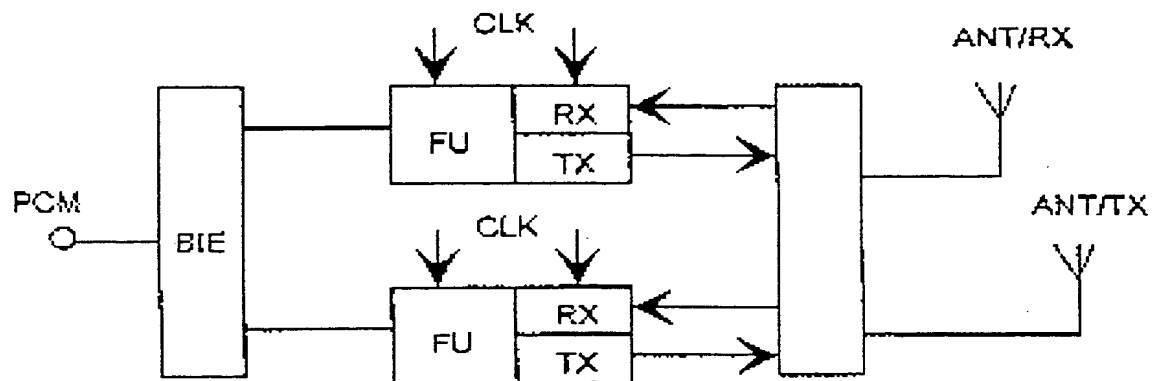 CLK
ANT/RX
RX
FU
TX
PCM
ANT/TX
CLK
BIE
RX
FU
TX